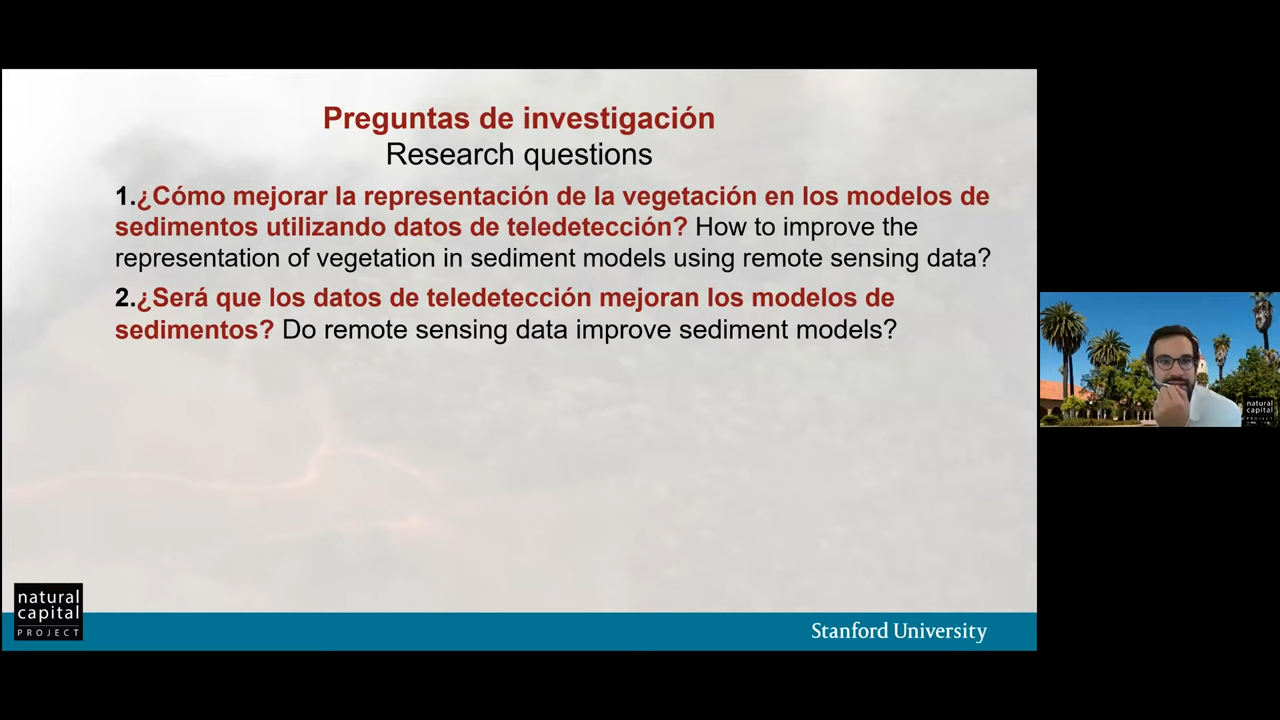 Preguntas de investigación
Research questions
1.¿Cómo mejorar la representación de la vegetación en los modelos de
sedimentos utilizando datos de teledetección? How to improve the
representation of vegetation in sediment models using remote sensing data?
2.¿Será que los datos de teledetección mejoran los modelos de
sedimentos? Do remote sensing data improve sediment models?
natural
capital
PROJECT
natural
capital
PROJECT
Stanford University